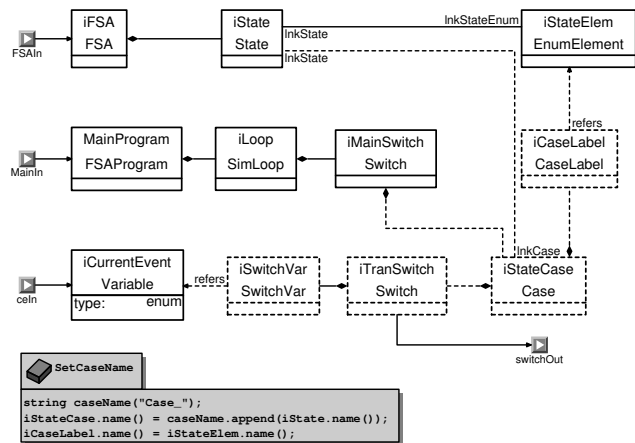 iFSA
FSA
FSAIn
iState
State
lnkState
lnkState
lnkStateEnum
iStateElem
EnumElement
refers
MainProgram
FSAProgram
MainIn
iLoop
SimLoop
iMainSwitch
Switch
iCaseLabel
CaseLabel
iCurrentEvent
Variable
type: enum
ceIn
refers
iSwitchVar
SwitchVar
iTranSwitch
Switch
lnkCase
iStateCase
Case
switchOut
SetCaseName
string caseName("Case_");
iStateCase.name() = caseName.append(iState.name());
iCaseLabel.name() = iStateElem.name();